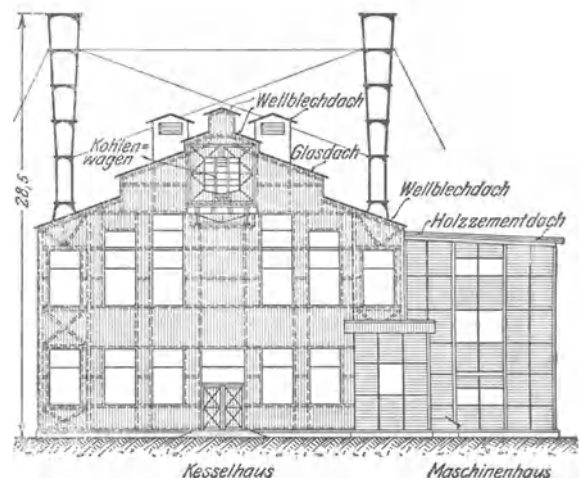 Wellblechdach
Kohlen=
wagen
Glasdach
28,5
Wellblechdach
Holzzementdach
Kesselhaus
Maschinenhaus